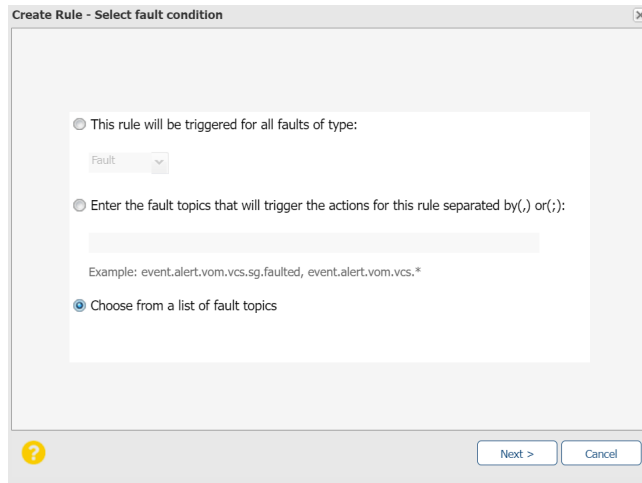 Create Rule - Select fault condition
This rule will be triggered for all faults of type:
Fault
Enter the fault topics that will trigger the actions for this rule separated by(,) or(;):
Example: event.alert.vom.vcs.sg.faulted, event.alert.vom.vcs.*
Choose from a list of fault topics
?
Next >
Cancel